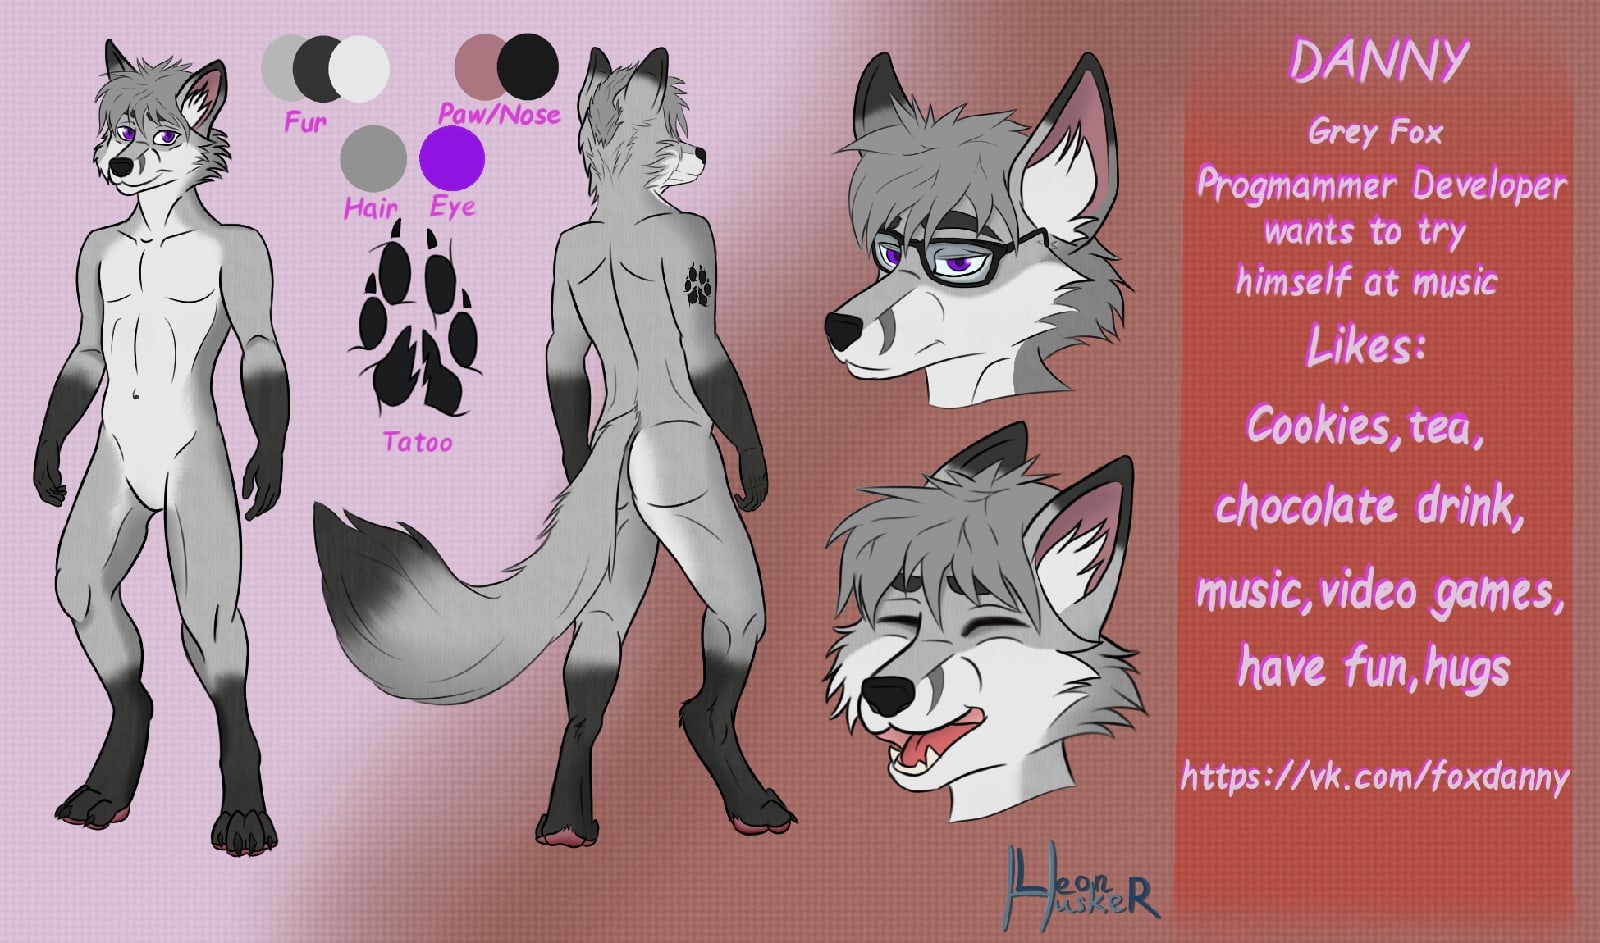 Fur
Paw/Nose
Hair
Eye
Tatoo
DANNY
Grey Fox
Progmammer Developer
wants to try
himself at music
Likes:
Cookies,tea,
chocolate drink,
music,video games,
have fun,hugs
https://vk.com/foxdanny
Leon
HuskeR